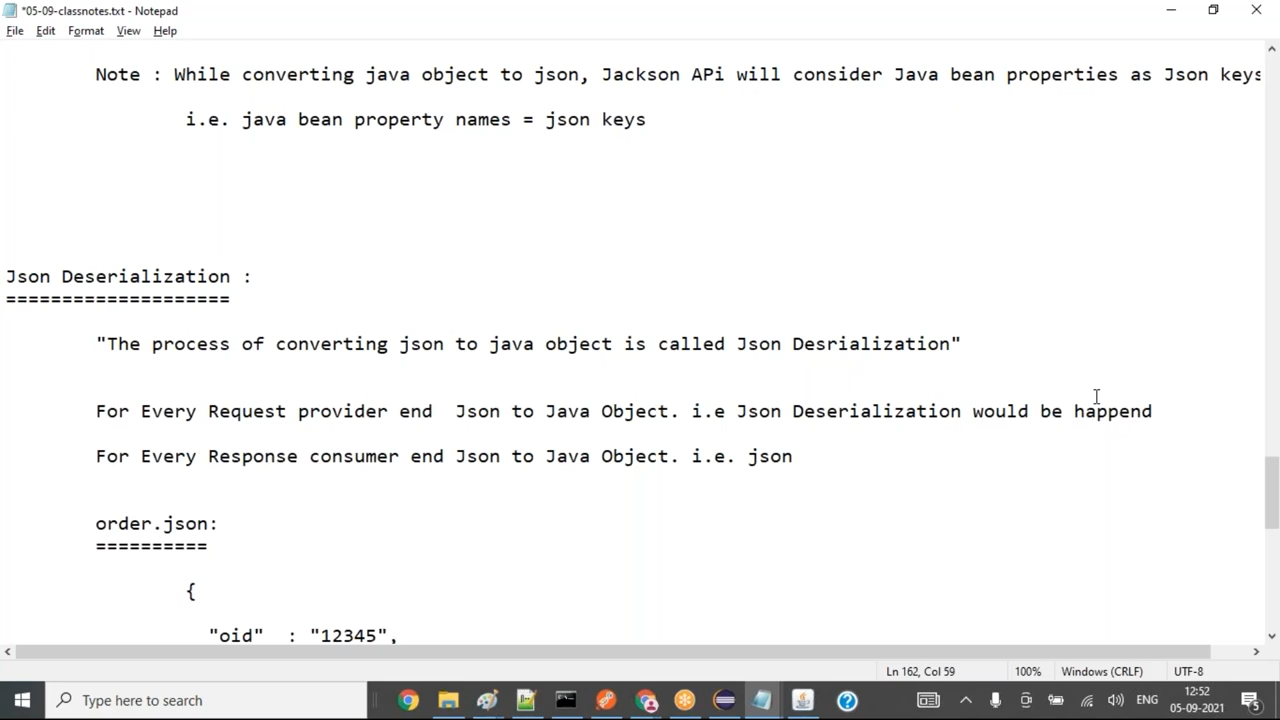 *05-09-classnotes.txt - Notepad
File Edit Format View Help
Note : While converting java object to json, Jackson APi will consider Java bean properties as Json keys
i.e. java bean property names = json keys
Json Deserialization :
====================
"The process of converting json to java object is called Json Desrialization"
For Every Request provider end  Json to Java Object. i.e Json Deserialization would be happend
For Every Response consumer end Json to Java Object. i.e. json
order.json:
==========
{
"oid"  : "12345",
Ln 162, Col 59 100% Windows (CRLF) UTF-8
Type here to search
ENG
12:52
05-09-2021
5